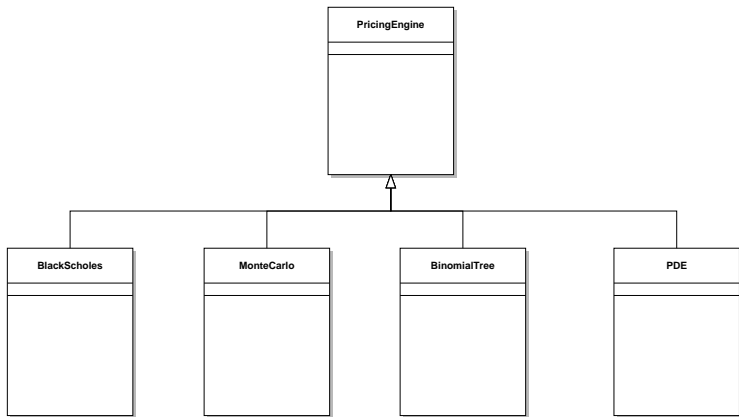 PricingEngine
BlackScholes
MonteCarlo
BinomialTree
PDE